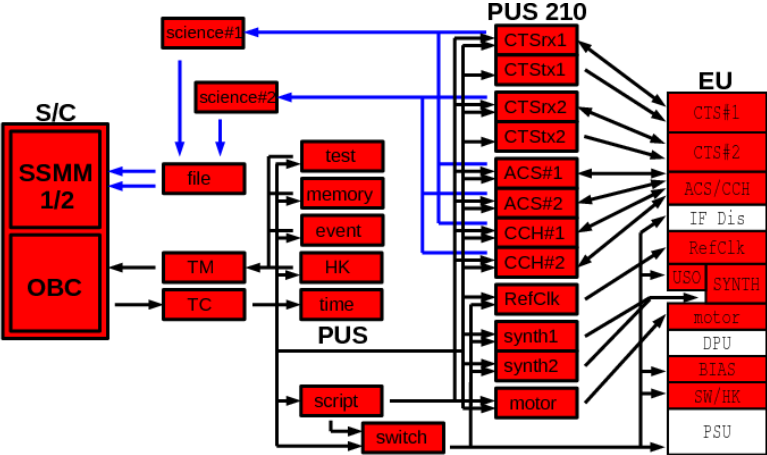 PUS 210
science#1
CTSrx1
CTStx1
EU
science#2
CTSrx2
CTS#1
S/C
CTStx2
CTS#2
SSMM
1/2
file
test
ACS#1
memory
ACS#2
ACS/CCH
event
CCH#1
IF Dis
OBC
TM
HK
CCH#2
RefClk
TC
time
RefClk
USO
SYNTH
PUS
synth1
motor
synth2
DPU
BIAS
script
motor
SW/HK
switch
PSU